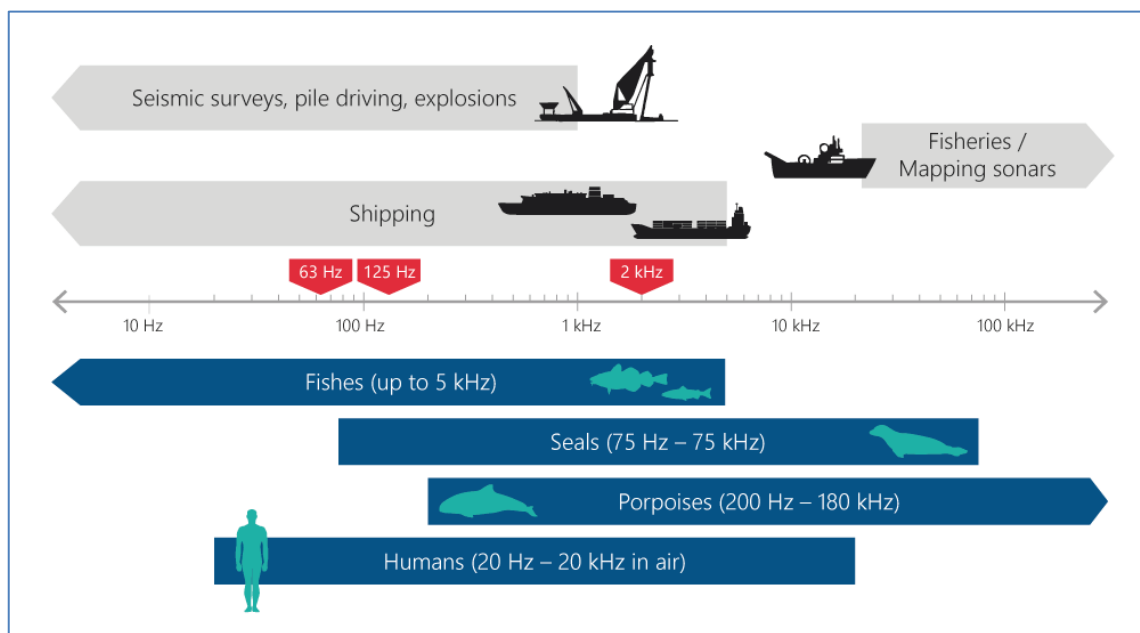 Seismic surveys, pile driving, explosions
Fisheries /
Mapping sonars
Shipping
63 Hz 125 Hz 2 kHz
10 Hz 100 Hz 1 kHz 10 kHz 100 kHz
Fishes (up to 5 kHz)
Seals (75 Hz – 75 kHz)
Porpoises (200 Hz – 180 kHz)
Humans (20 Hz – 20 kHz in air)